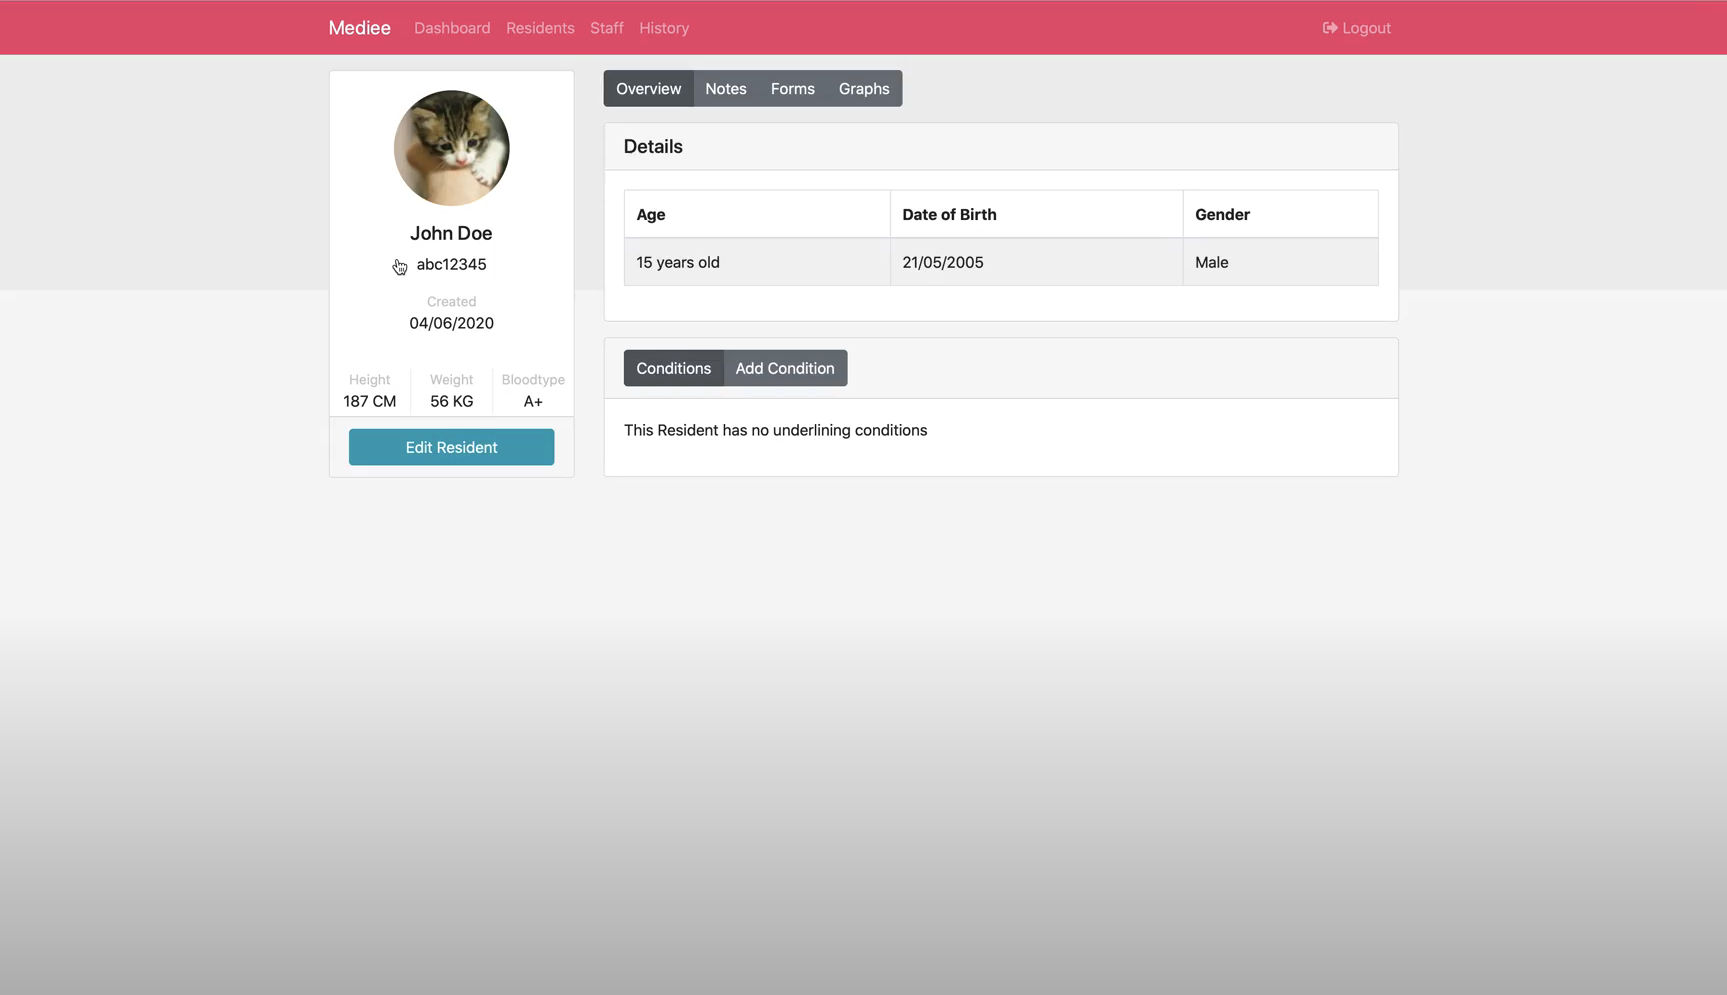 Mediee Dashboard Residents Staff History Logout
John Doe
abc12345
Created
04/06/2020
Height Weight Bloodtype
187 CM 56 KG A+
Edit Resident
Overview Notes Forms Graphs
Details
Age Date of Birth Gender
15 years old 21/05/2005 Male
Conditions Add Condition
This Resident has no underlining conditions